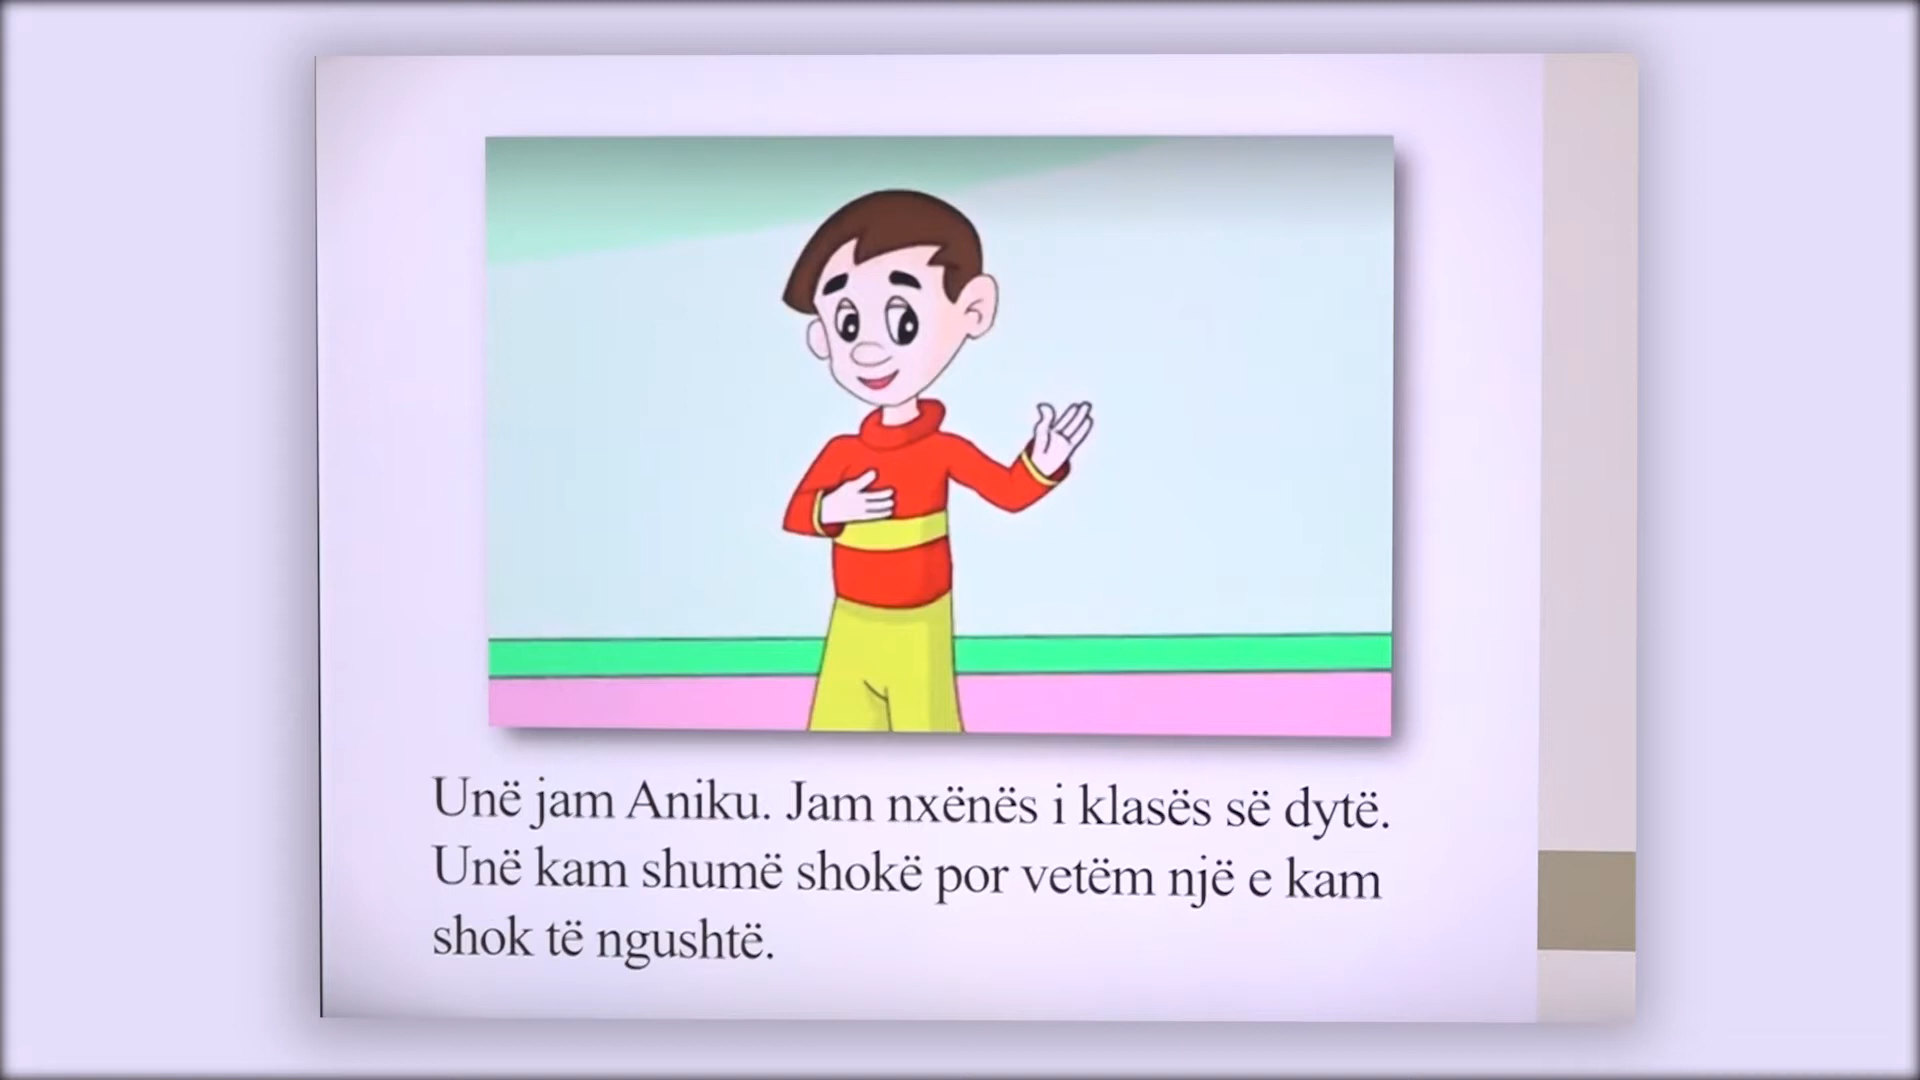 Unë jam Aniku. Jam nxënës i klasës së dytë.
Unë kam shumë shokë por vetëm një e kam
shok të ngushtë.